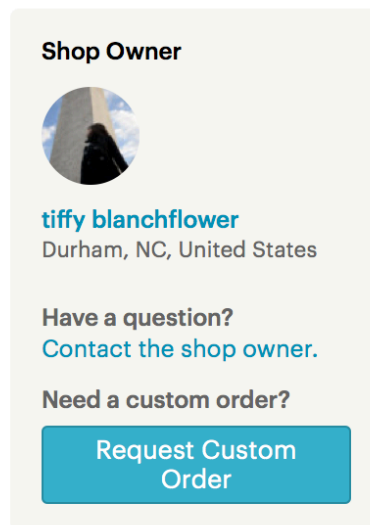 Shop Owner
tiffy blanchflower
Durham, NC, United States
Have a question?
Contact the shop owner.
Need a custom order?
Request Custom
Order